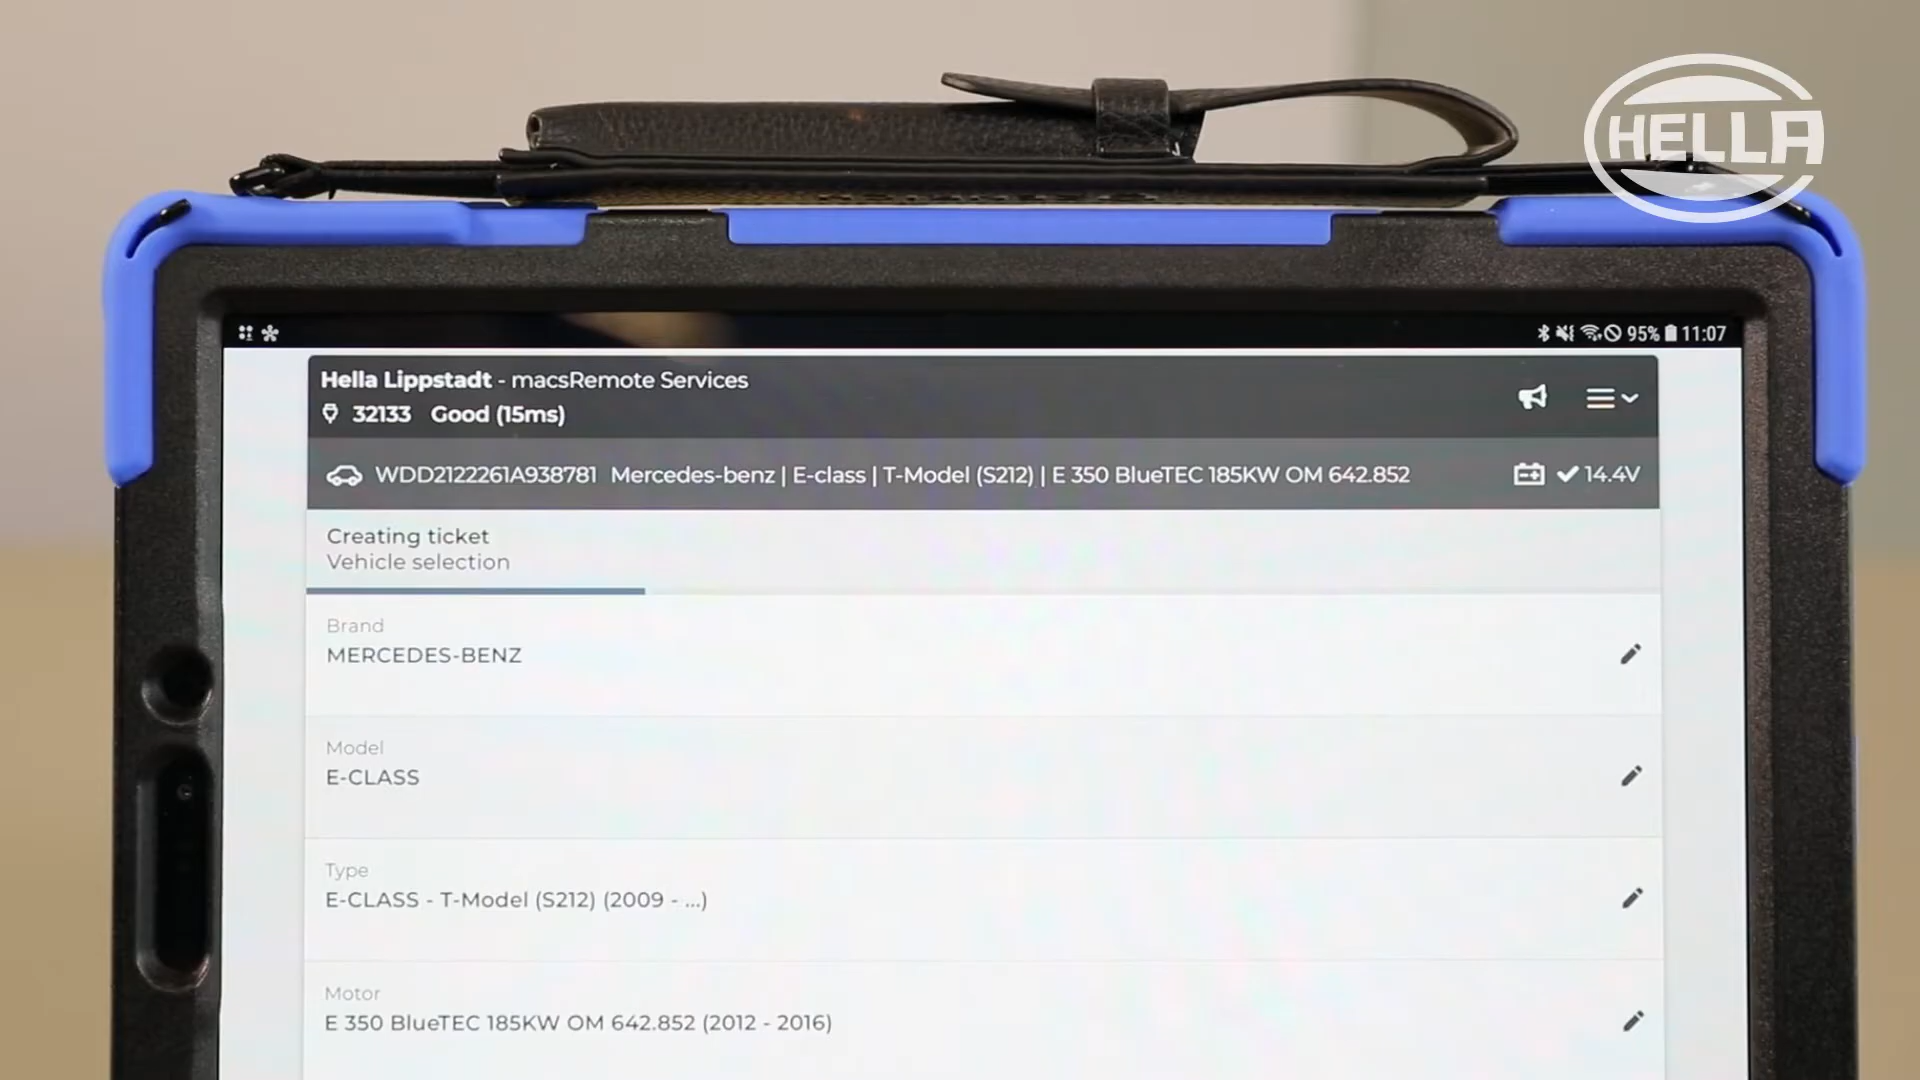 HELLA
95% 11:07
Hella Lippstadt - macsRemote Services
32133 Good (15ms)
WDD2122261A938781 Mercedes-benz | E-class | T-Model (S212) | E 350 BlueTEC 185KW OM 642.852
14.4V
Creating ticket
Vehicle selection
Brand
MERCEDES-BENZ
Model
E-CLASS
Type
E-CLASS - T-Model (S212) (2009 - ...)
Motor
E 350 BlueTEC 185KW OM 642.852 (2012 - 2016)